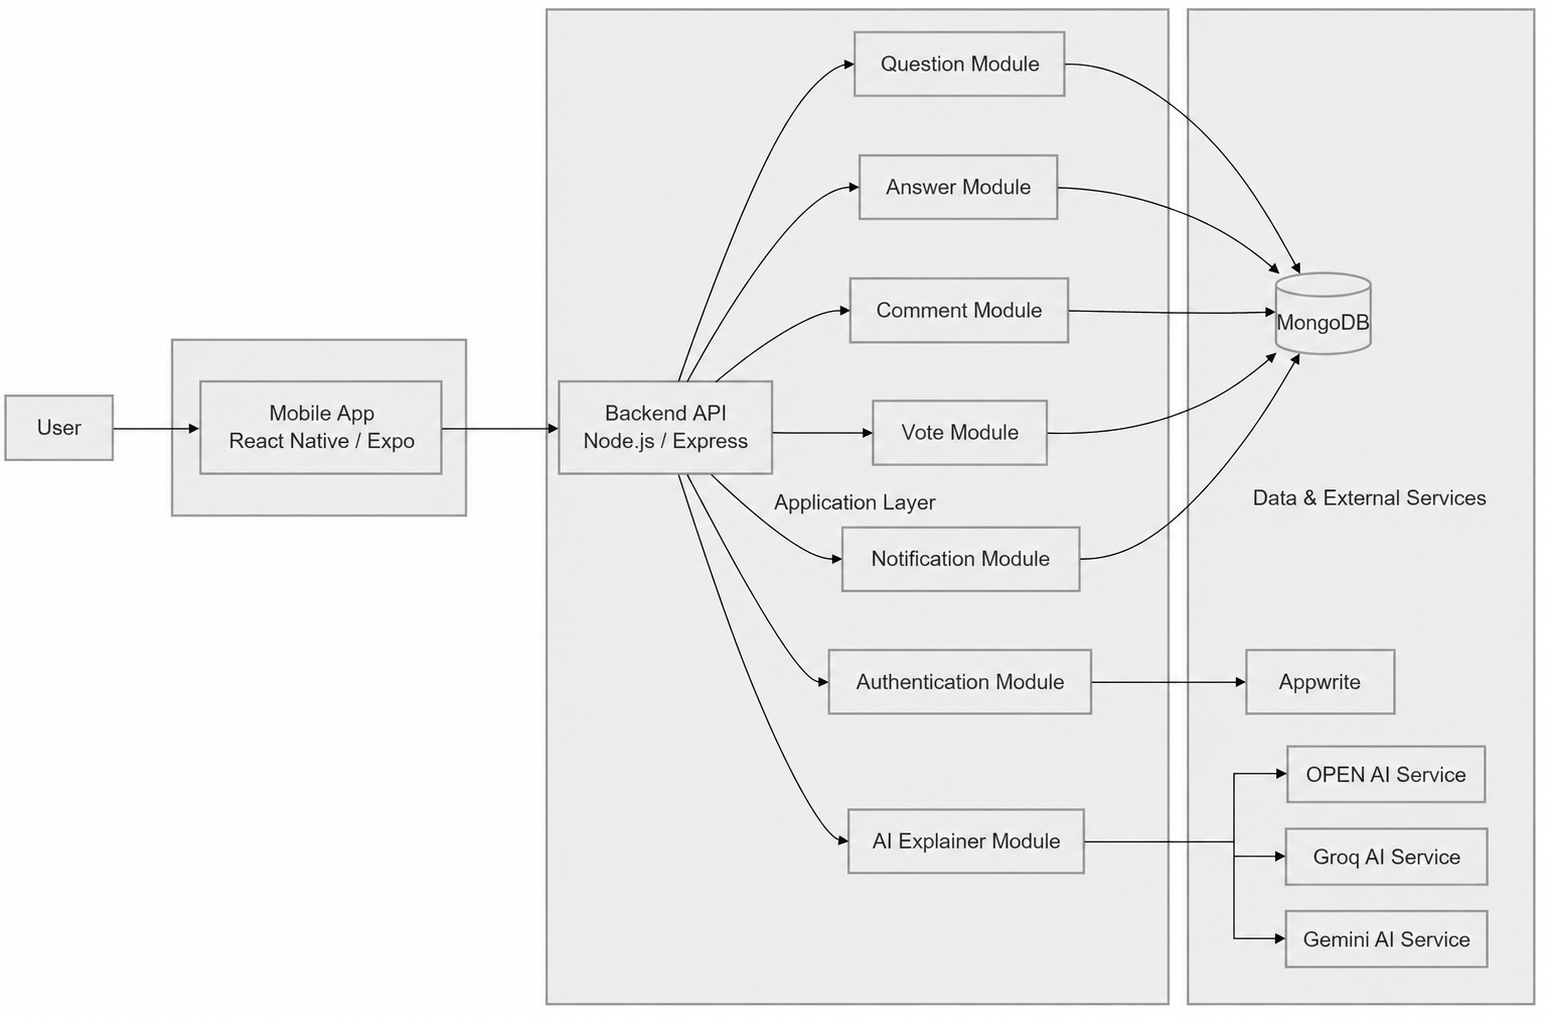 User
Mobile App
React Native / Expo
Backend API
Node.js / Express
Question Module
Answer Module
Comment Module
Vote Module
Application Layer
Notification Module
Authentication Module
AI Explainer Module
MongoDB
Data & External Services
Appwrite
OPEN AI Service
Groq AI Service
Gemini AI Service